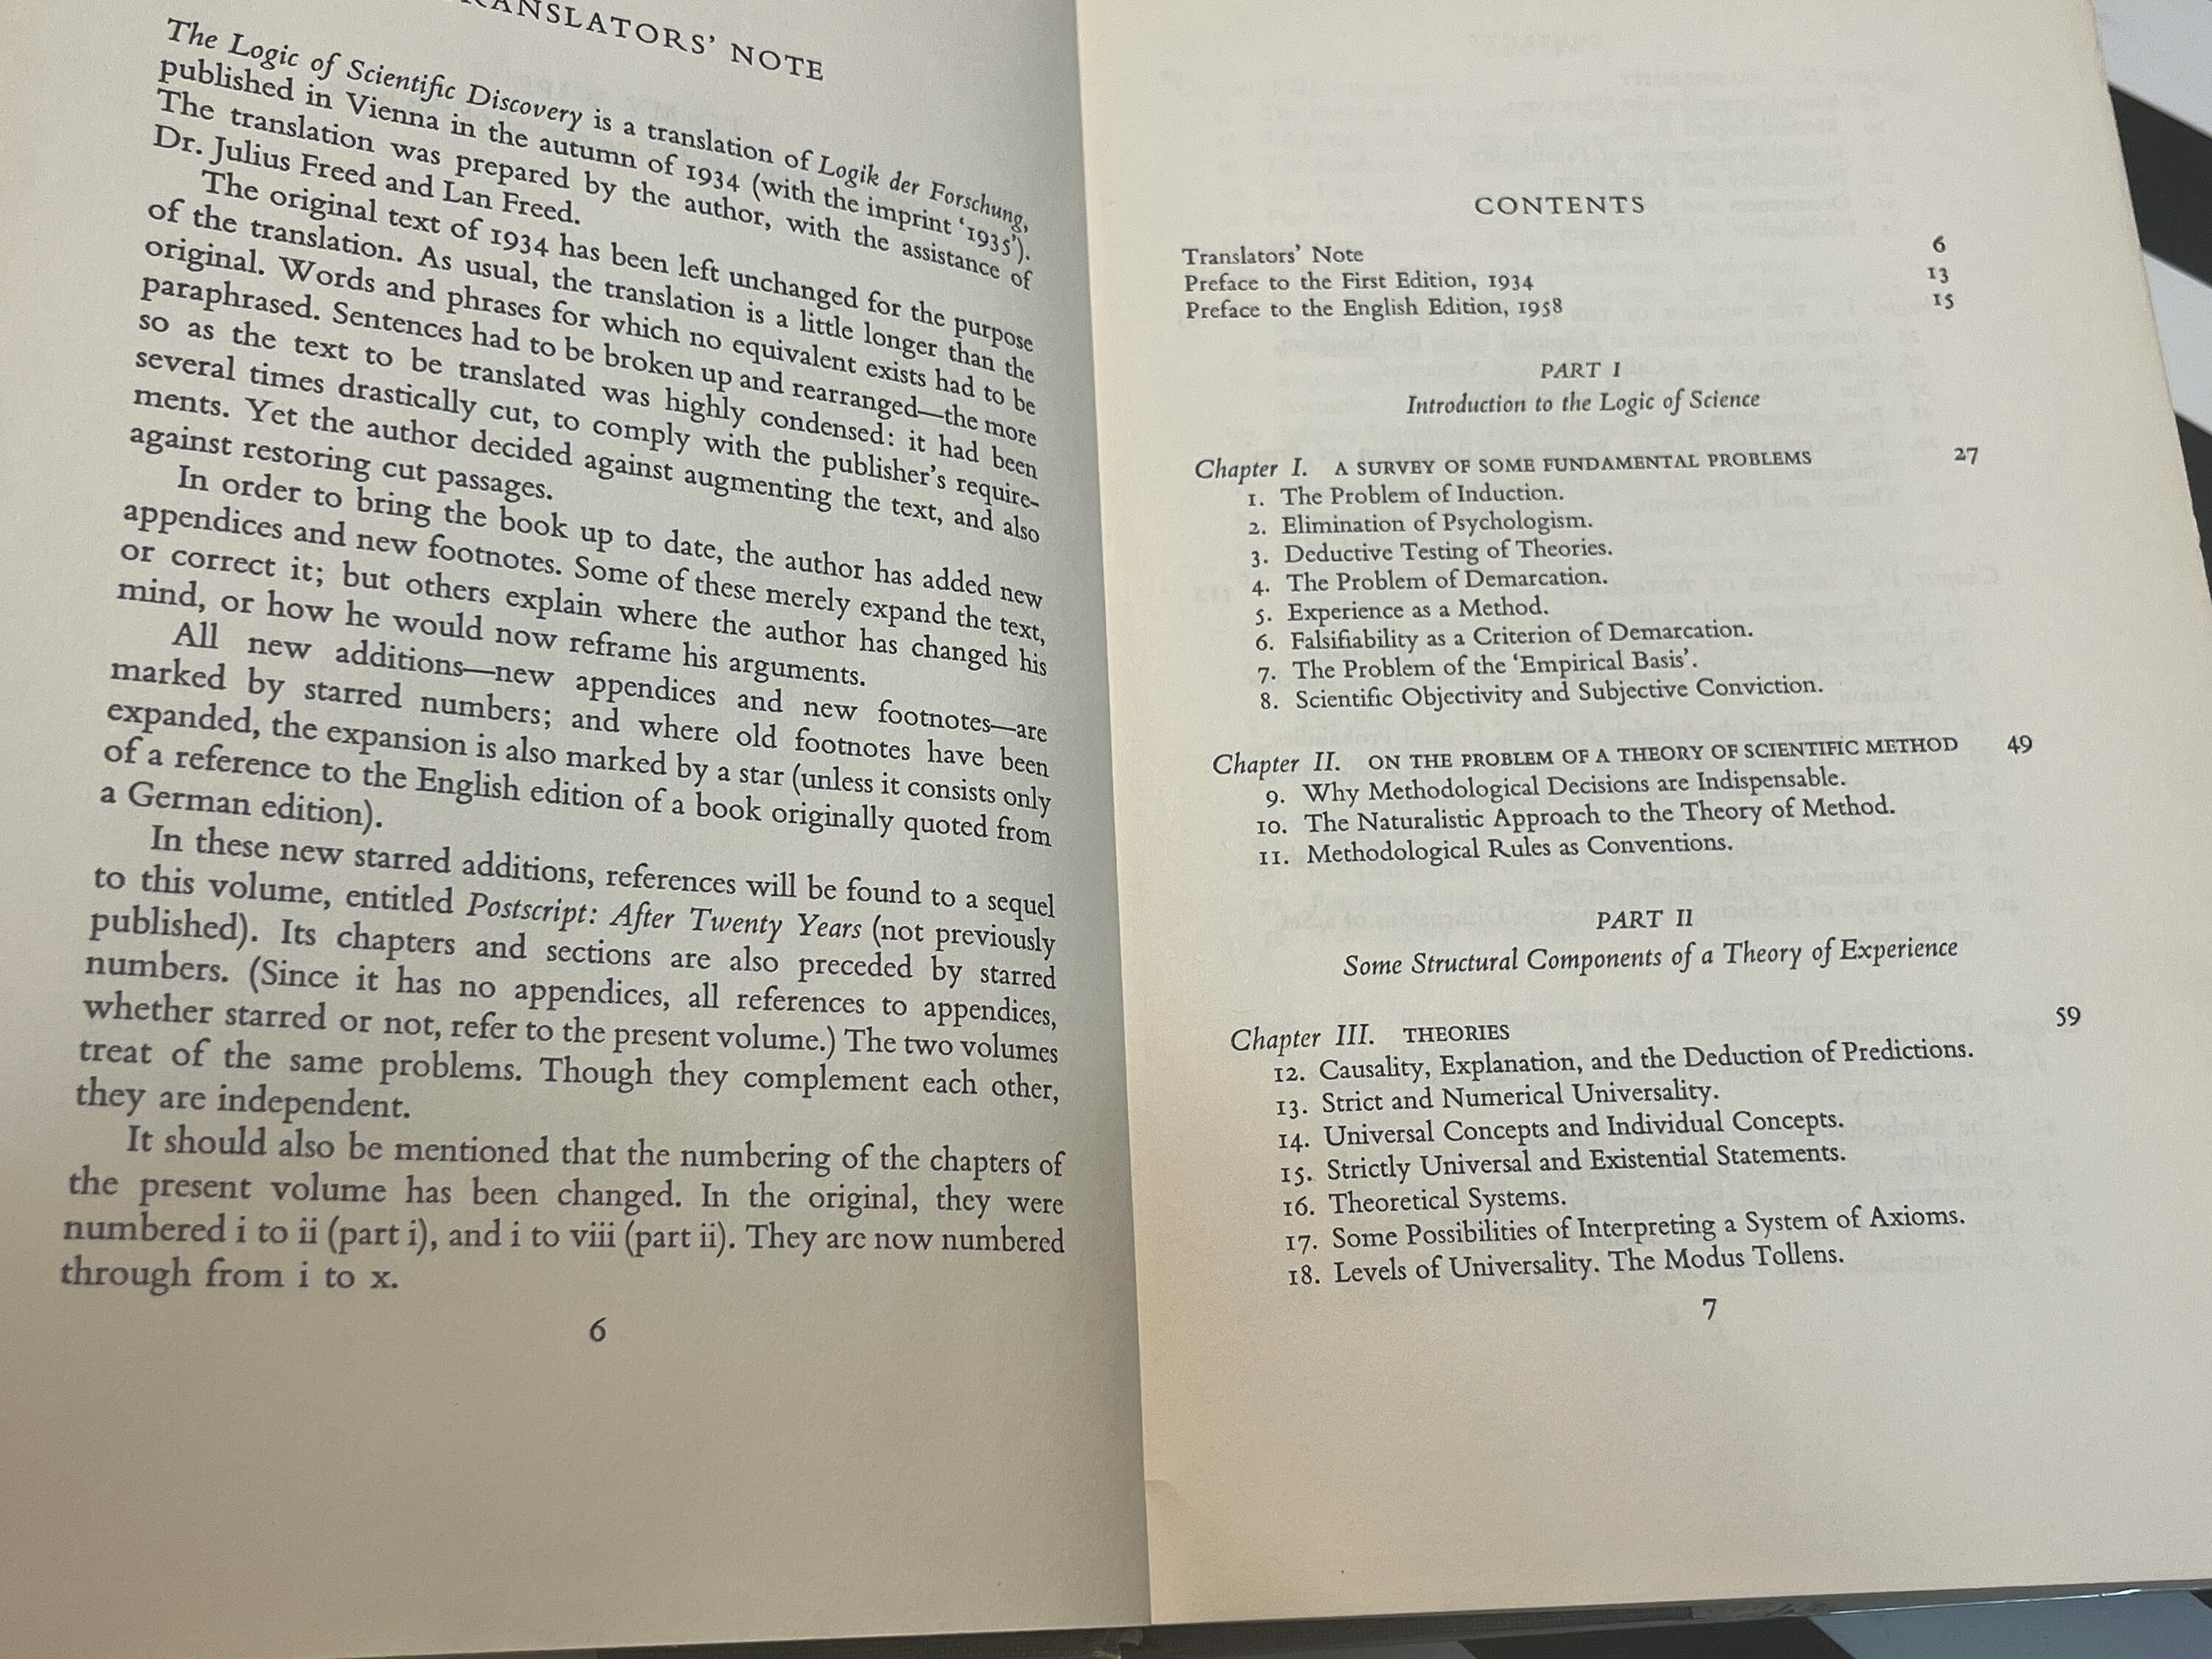 TRANSLATORS' NOTE
The Logic of Scientific Discovery is a translation of Logik der Forschung,
published in Vienna in the autumn of 1934 (with the imprint '1935').
The translation was prepared by the author, with the assistance of
Dr. Julius Freed and Lan Freed.
The original text of 1934 has been left unchanged for the purpose
of the translation. As usual, the translation is a little longer than the
original. Words and phrases for which no equivalent exists had to be
paraphrased. Sentences had to be broken up and rearranged—the more
so as the text to be translated was highly condensed: it had been
several times drastically cut, to comply with the publisher's require-
ments. Yet the author decided against augmenting the text, and also
against restoring cut passages.
In order to bring the book up to date, the author has added new
appendices and new footnotes. Some of these merely expand the text,
or correct it; but others explain where the author has changed his
mind, or how he would now reframe his arguments.
All new additions—new appendices and new footnotes—are
marked by starred numbers; and where old footnotes have been
expanded, the expansion is also marked by a star (unless it consists only
of a reference to the English edition of a book originally quoted from
a German edition).
In these new starred additions, references will be found to a sequel
to this volume, entitled Postscript: After Twenty Years (not previously
published). Its chapters and sections are also preceded by starred
numbers. (Since it has no appendices, all references to appendices,
whether starred or not, refer to the present volume.) The two volumes
treat of the same problems. Though they complement each other,
they are independent.
It should also be mentioned that the numbering of the chapters of
the present volume has been changed. In the original, they were
numbered i to ii (part i), and i to viii (part ii). They are now numbered
through from i to x.
6
CONTENTS
Translators' Note 6
Preface to the First Edition, 1934 13
Preface to the English Edition, 1958 15
PART I
Introduction to the Logic of Science
Chapter I. A SURVEY OF SOME FUNDAMENTAL PROBLEMS 27
1. The Problem of Induction.
2. Elimination of Psychologism.
3. Deductive Testing of Theories.
4. The Problem of Demarcation.
5. Experience as a Method.
6. Falsifiability as a Criterion of Demarcation.
7. The Problem of the 'Empirical Basis'.
8. Scientific Objectivity and Subjective Conviction.
Chapter II. ON THE PROBLEM OF A THEORY OF SCIENTIFIC METHOD 49
9. Why Methodological Decisions are Indispensable.
10. The Naturalistic Approach to the Theory of Method.
11. Methodological Rules as Conventions.
PART II
Some Structural Components of a Theory of Experience
Chapter III. THEORIES 59
12. Causality, Explanation, and the Deduction of Predictions.
13. Strict and Numerical Universality.
14. Universal Concepts and Individual Concepts.
15. Strictly Universal and Existential Statements.
16. Theoretical Systems.
17. Some Possibilities of Interpreting a System of Axioms.
18. Levels of Universality. The Modus Tollens.
7